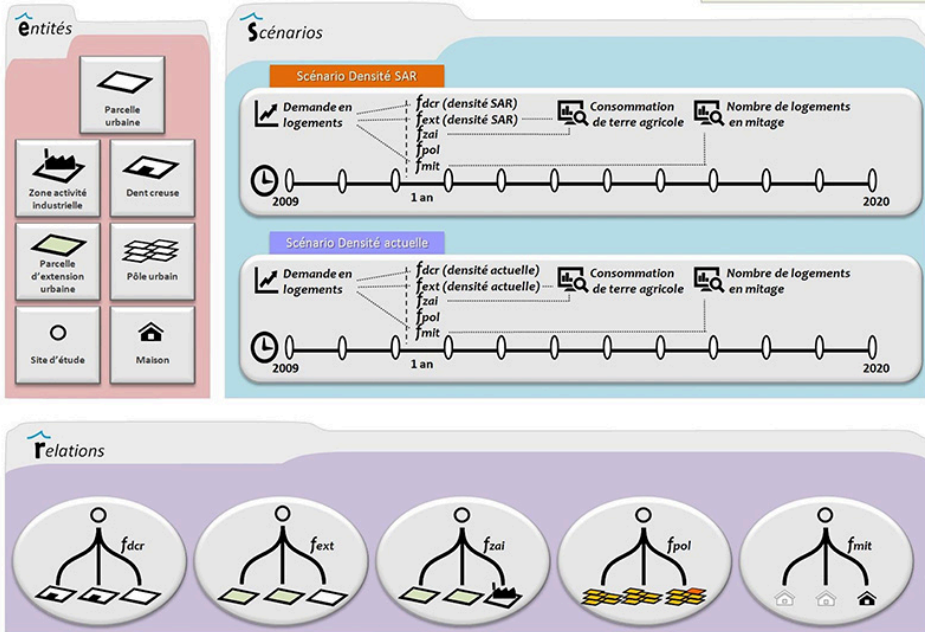 entités
Parcelle
urbaine
Zone activité
industrielle
Dent creuse
Parcelle
d'extension
urbaine
Pôle urbain
Site d'étude
Maison
Scénarios
Scénario Densité SAR
Demande en
logements
fdcr (densité SAR)
fext (densité SAR)
fzai
fpol
fmit
Consommation
de terre agricole
Nombre de logements
en mitage
2009
1 an
2020
Scénario Densité actuelle
Demande en
logements
fdcr (densité actuelle)
fext (densité actuelle)
fzai
fpol
fmit
Consommation
de terre agricole
Nombre de logements
en mitage
2009
1 an
2020
relations
fdcr
fext
fzai
fpol
fmit